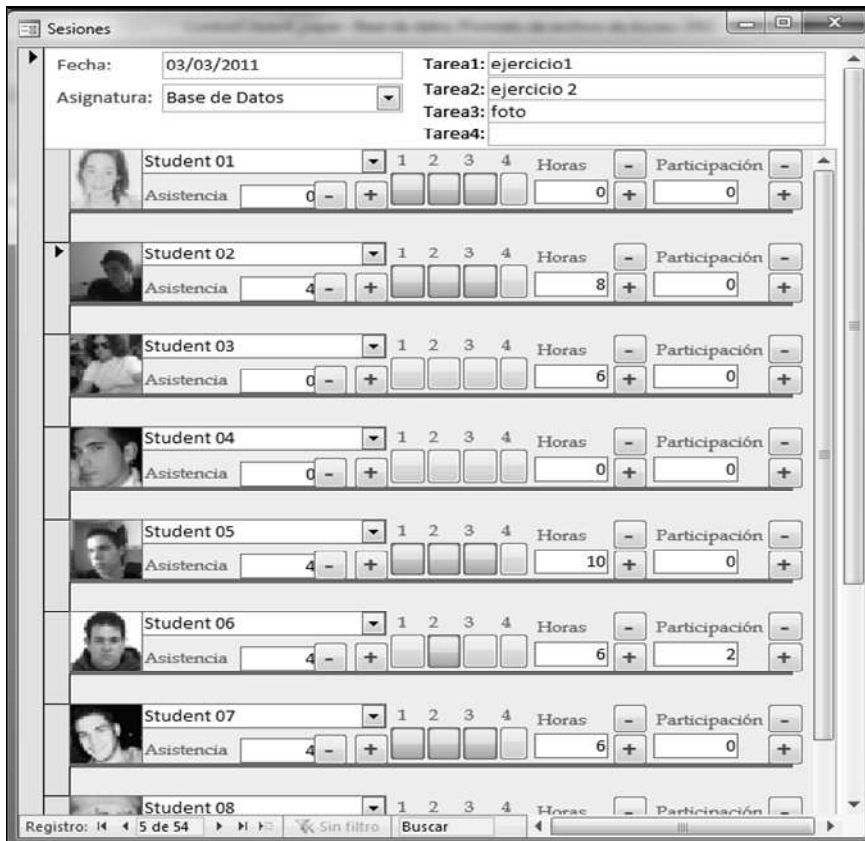 Sesiones
Fecha: 03/03/2011
Asignatura: Base de Datos
Tarea1: ejercicio1
Tarea2: ejercicio 2
Tarea3: foto
Tarea4:
Student 01 1 2 3 4 Horas - Participación -
Asistencia 0 - + 0 + 0 +
Student 02 1 2 3 4 Horas - Participación -
Asistencia 4 - + 8 + 0 +
Student 03 1 2 3 4 Horas - Participación -
Asistencia 0 - + 6 + 0 +
Student 04 1 2 3 4 Horas - Participación -
Asistencia 0 - + 0 + 0 +
Student 05 1 2 3 4 Horas - Participación -
Asistencia 4 - + 10 + 0 +
Student 06 1 2 3 4 Horas - Participación -
Asistencia 4 - + 6 + 2 +
Student 07 1 2 3 4 Horas - Participación -
Asistencia 4 - + 6 + 0 +
Student 08 1 2 3 4 Horas - Participación -
Registro: 5 de 54 Sin filtro Buscar